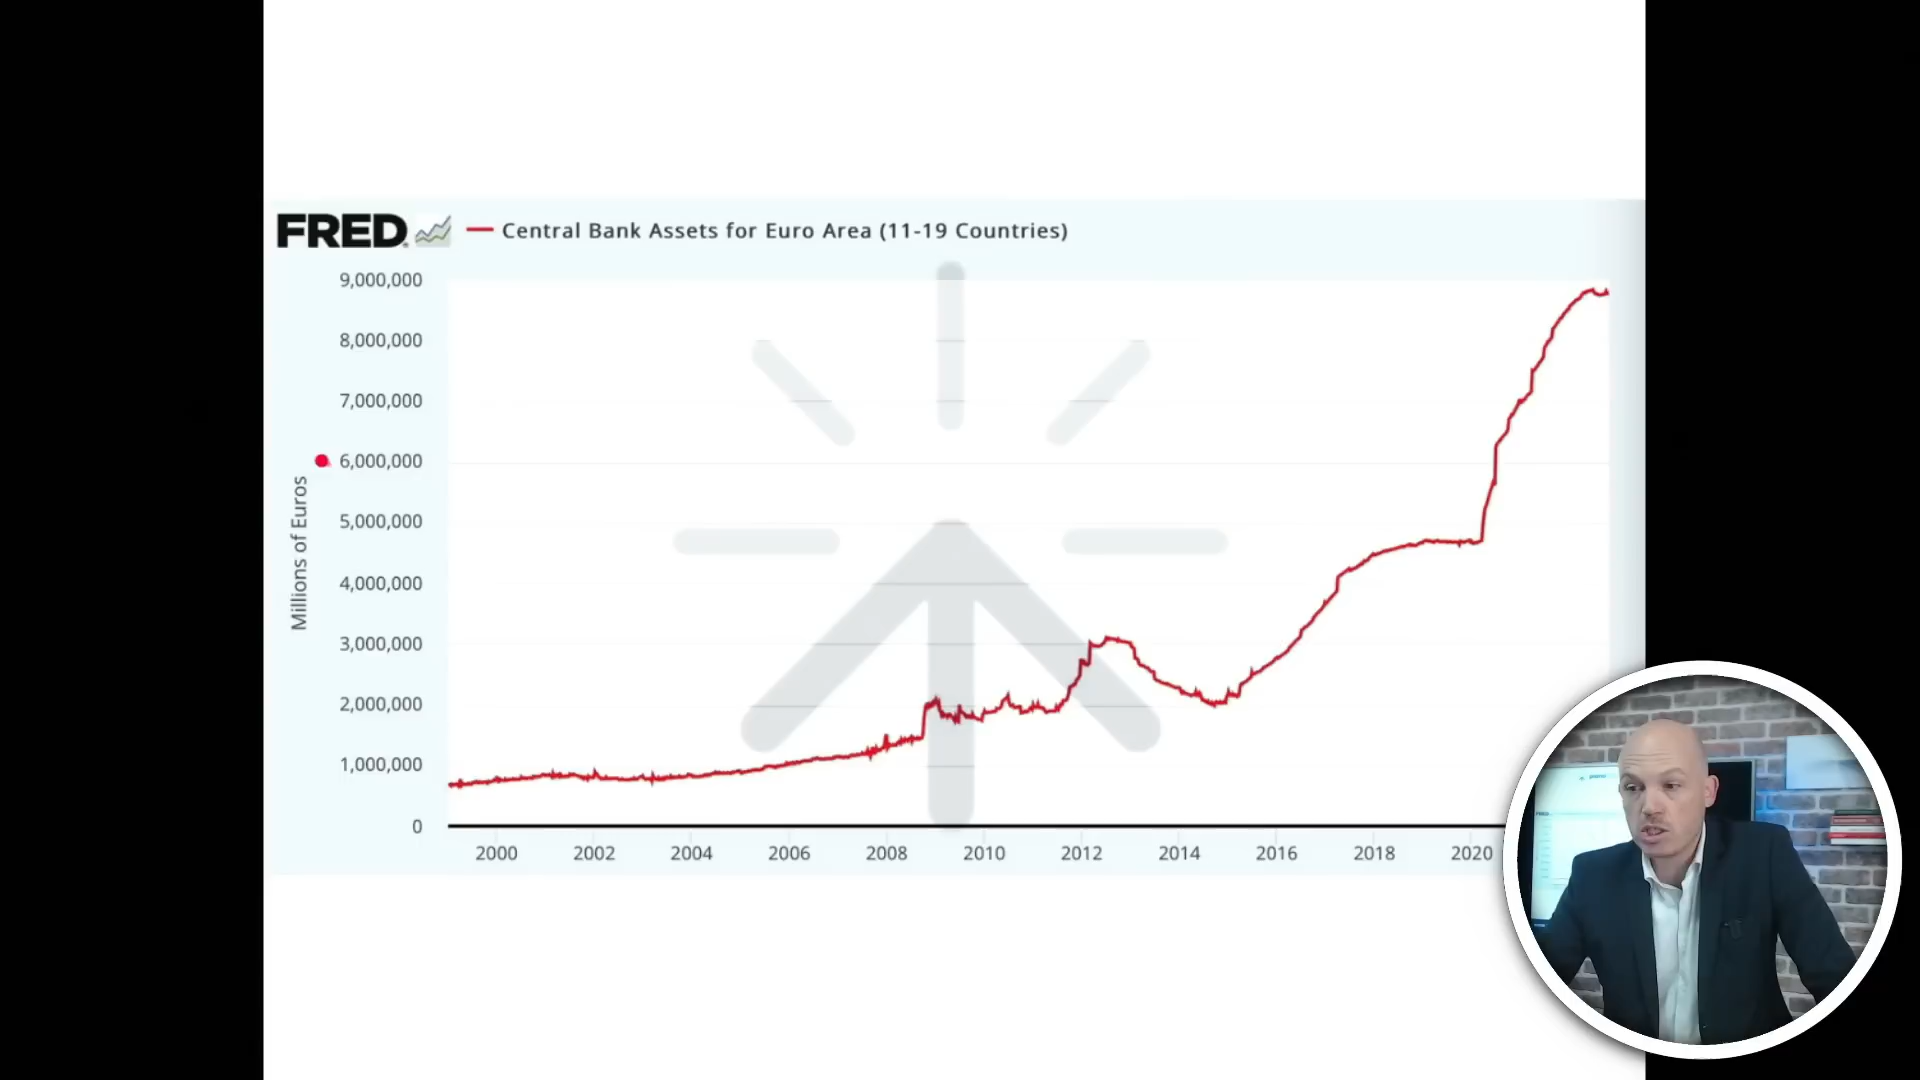 FRED
Central Bank Assets for Euro Area (11-19 Countries)
9,000,000
8,000,000
7,000,000
6,000,000
5,000,000
4,000,000
3,000,000
2,000,000
1,000,000
0
Millions of Euros
2000 2002 2004 2006 2008 2010 2012 2014 2016 2018 2020